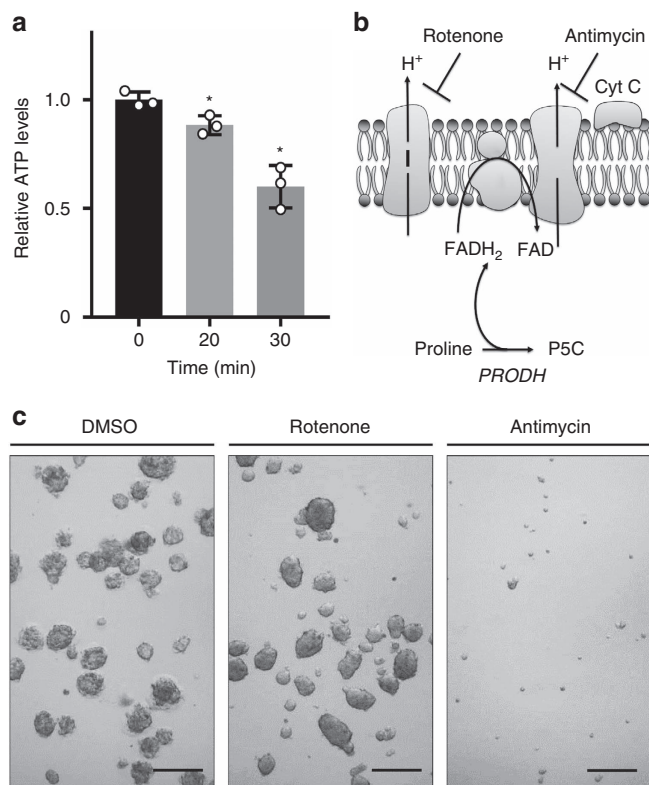 a
Relative ATP levels
1.0
0.5
0
*
*
0
20
30
Time (min)
b
Rotenone
Antimycin
H+
H+
Cyt C
I
FADH2
FAD
Proline
P5C
PRODH
c
DMSO
Rotenone
Antimycin